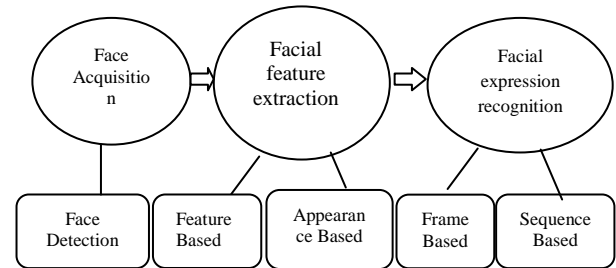 Face
Acquisitio
n
Facial
feature
extraction
Facial
expression
recognition
Face
Detection
Feature
Based
Appearan
ce Based
Frame
Based
Sequence
Based